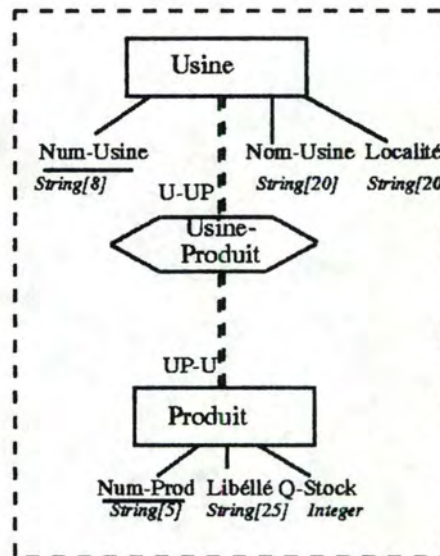 Usine
Num-Usine Nom-Usine Localité
String[8] String[20] String[20
U-UP
Usine-
Produit
UP-U
Produit
Num-Prod Libéllé Q-Stock
String[5] String[25] Integer